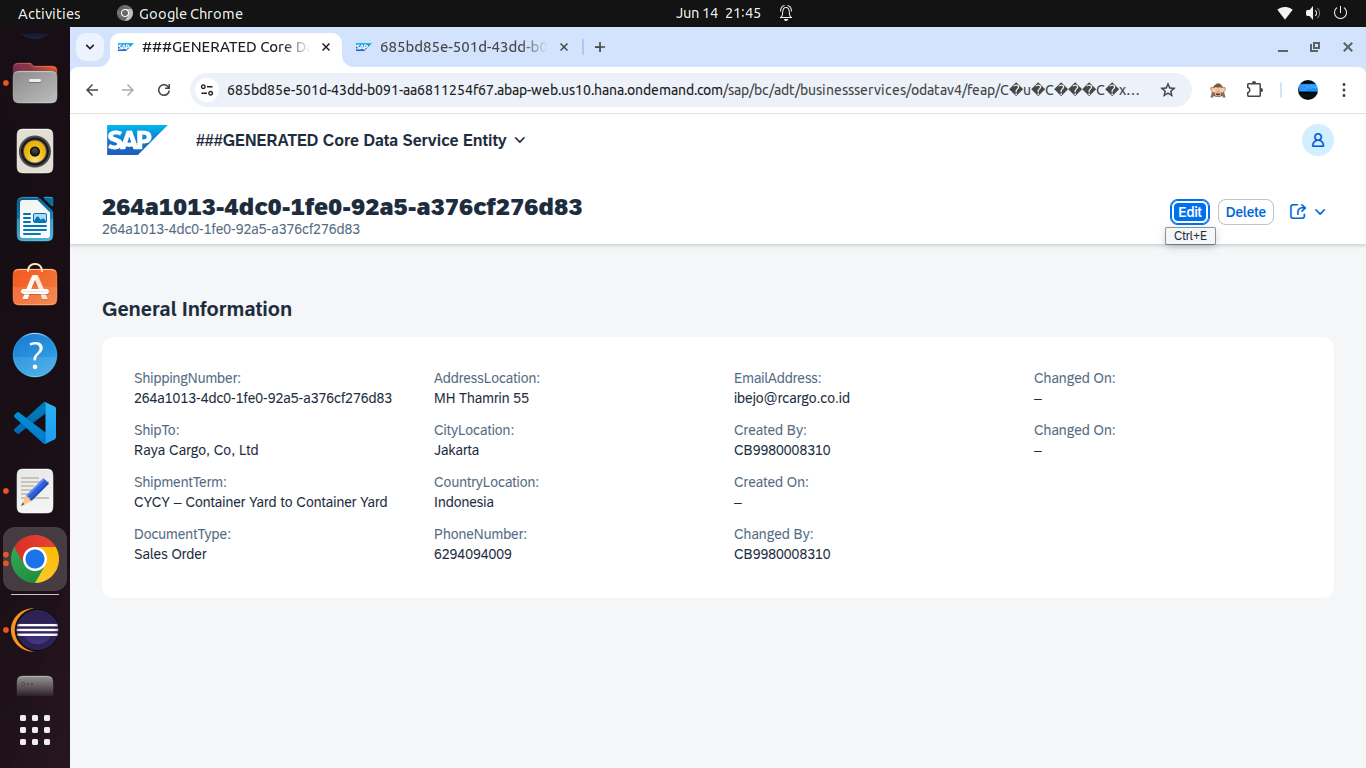 Activities
Google Chrome
Jun 14 21:45
###GENERATED Core D
685bd85e-501d-43dd-b0
685bd85e-501d-43dd-b091-aa6811254f67.abap-web.us10.hana.ondemand.com/sap/bc/adt/businessservices/odatav4/feap/C�u�C���C�x...
SAP
###GENERATED Core Data Service Entity
264a1013-4dc0-1fe0-92a5-a376cf276d83
264a1013-4dc0-1fe0-92a5-a376cf276d83
Edit
Delete
Ctrl+E
General Information
ShippingNumber:
264a1013-4dc0-1fe0-92a5-a376cf276d83
ShipTo:
Raya Cargo, Co, Ltd
ShipmentTerm:
CYCY – Container Yard to Container Yard
DocumentType:
Sales Order
AddressLocation:
MH Thamrin 55
CityLocation:
Jakarta
CountryLocation:
Indonesia
PhoneNumber:
6294094009
EmailAddress:
ibejo@rcargo.co.id
Created By:
CB9980008310
Created On:
–
Changed By:
CB9980008310
Changed On:
–
Changed On:
–